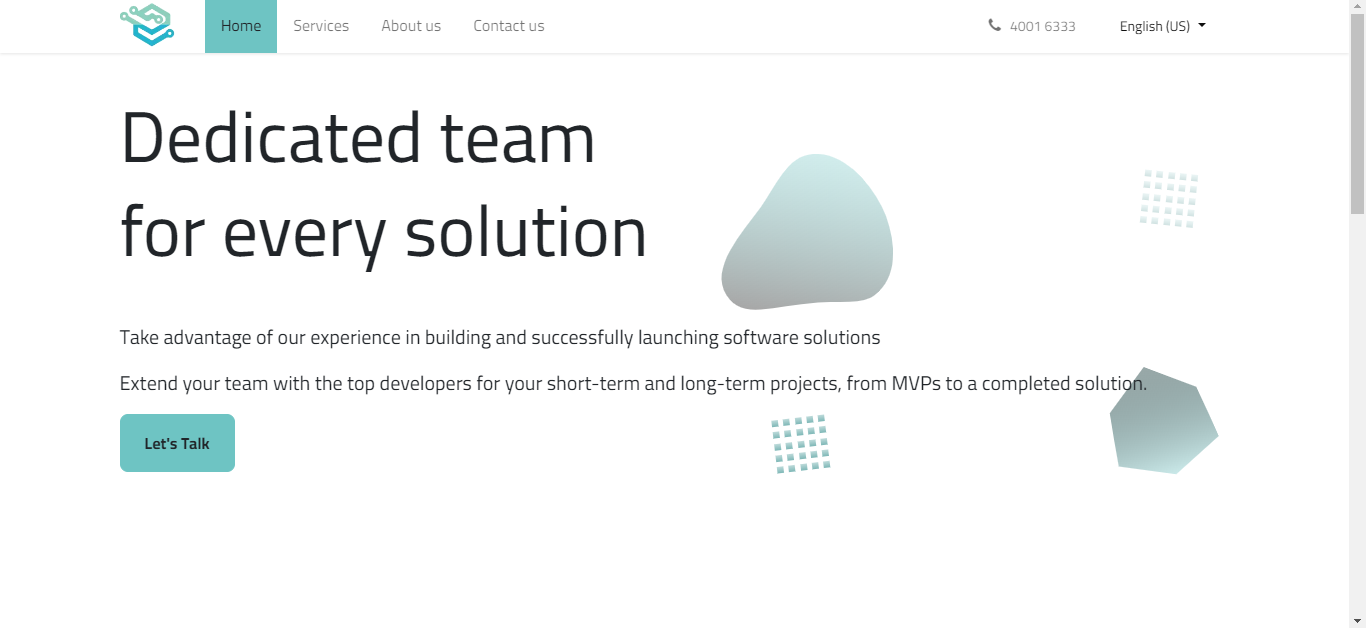 Home Services About us Contact us 4001 6333 English (US)
Dedicated team
for every solution
Take advantage of our experience in building and successfully launching software solutions
Extend your team with the top developers for your short-term and long-term projects, from MVPs to a completed solution.
Let's Talk